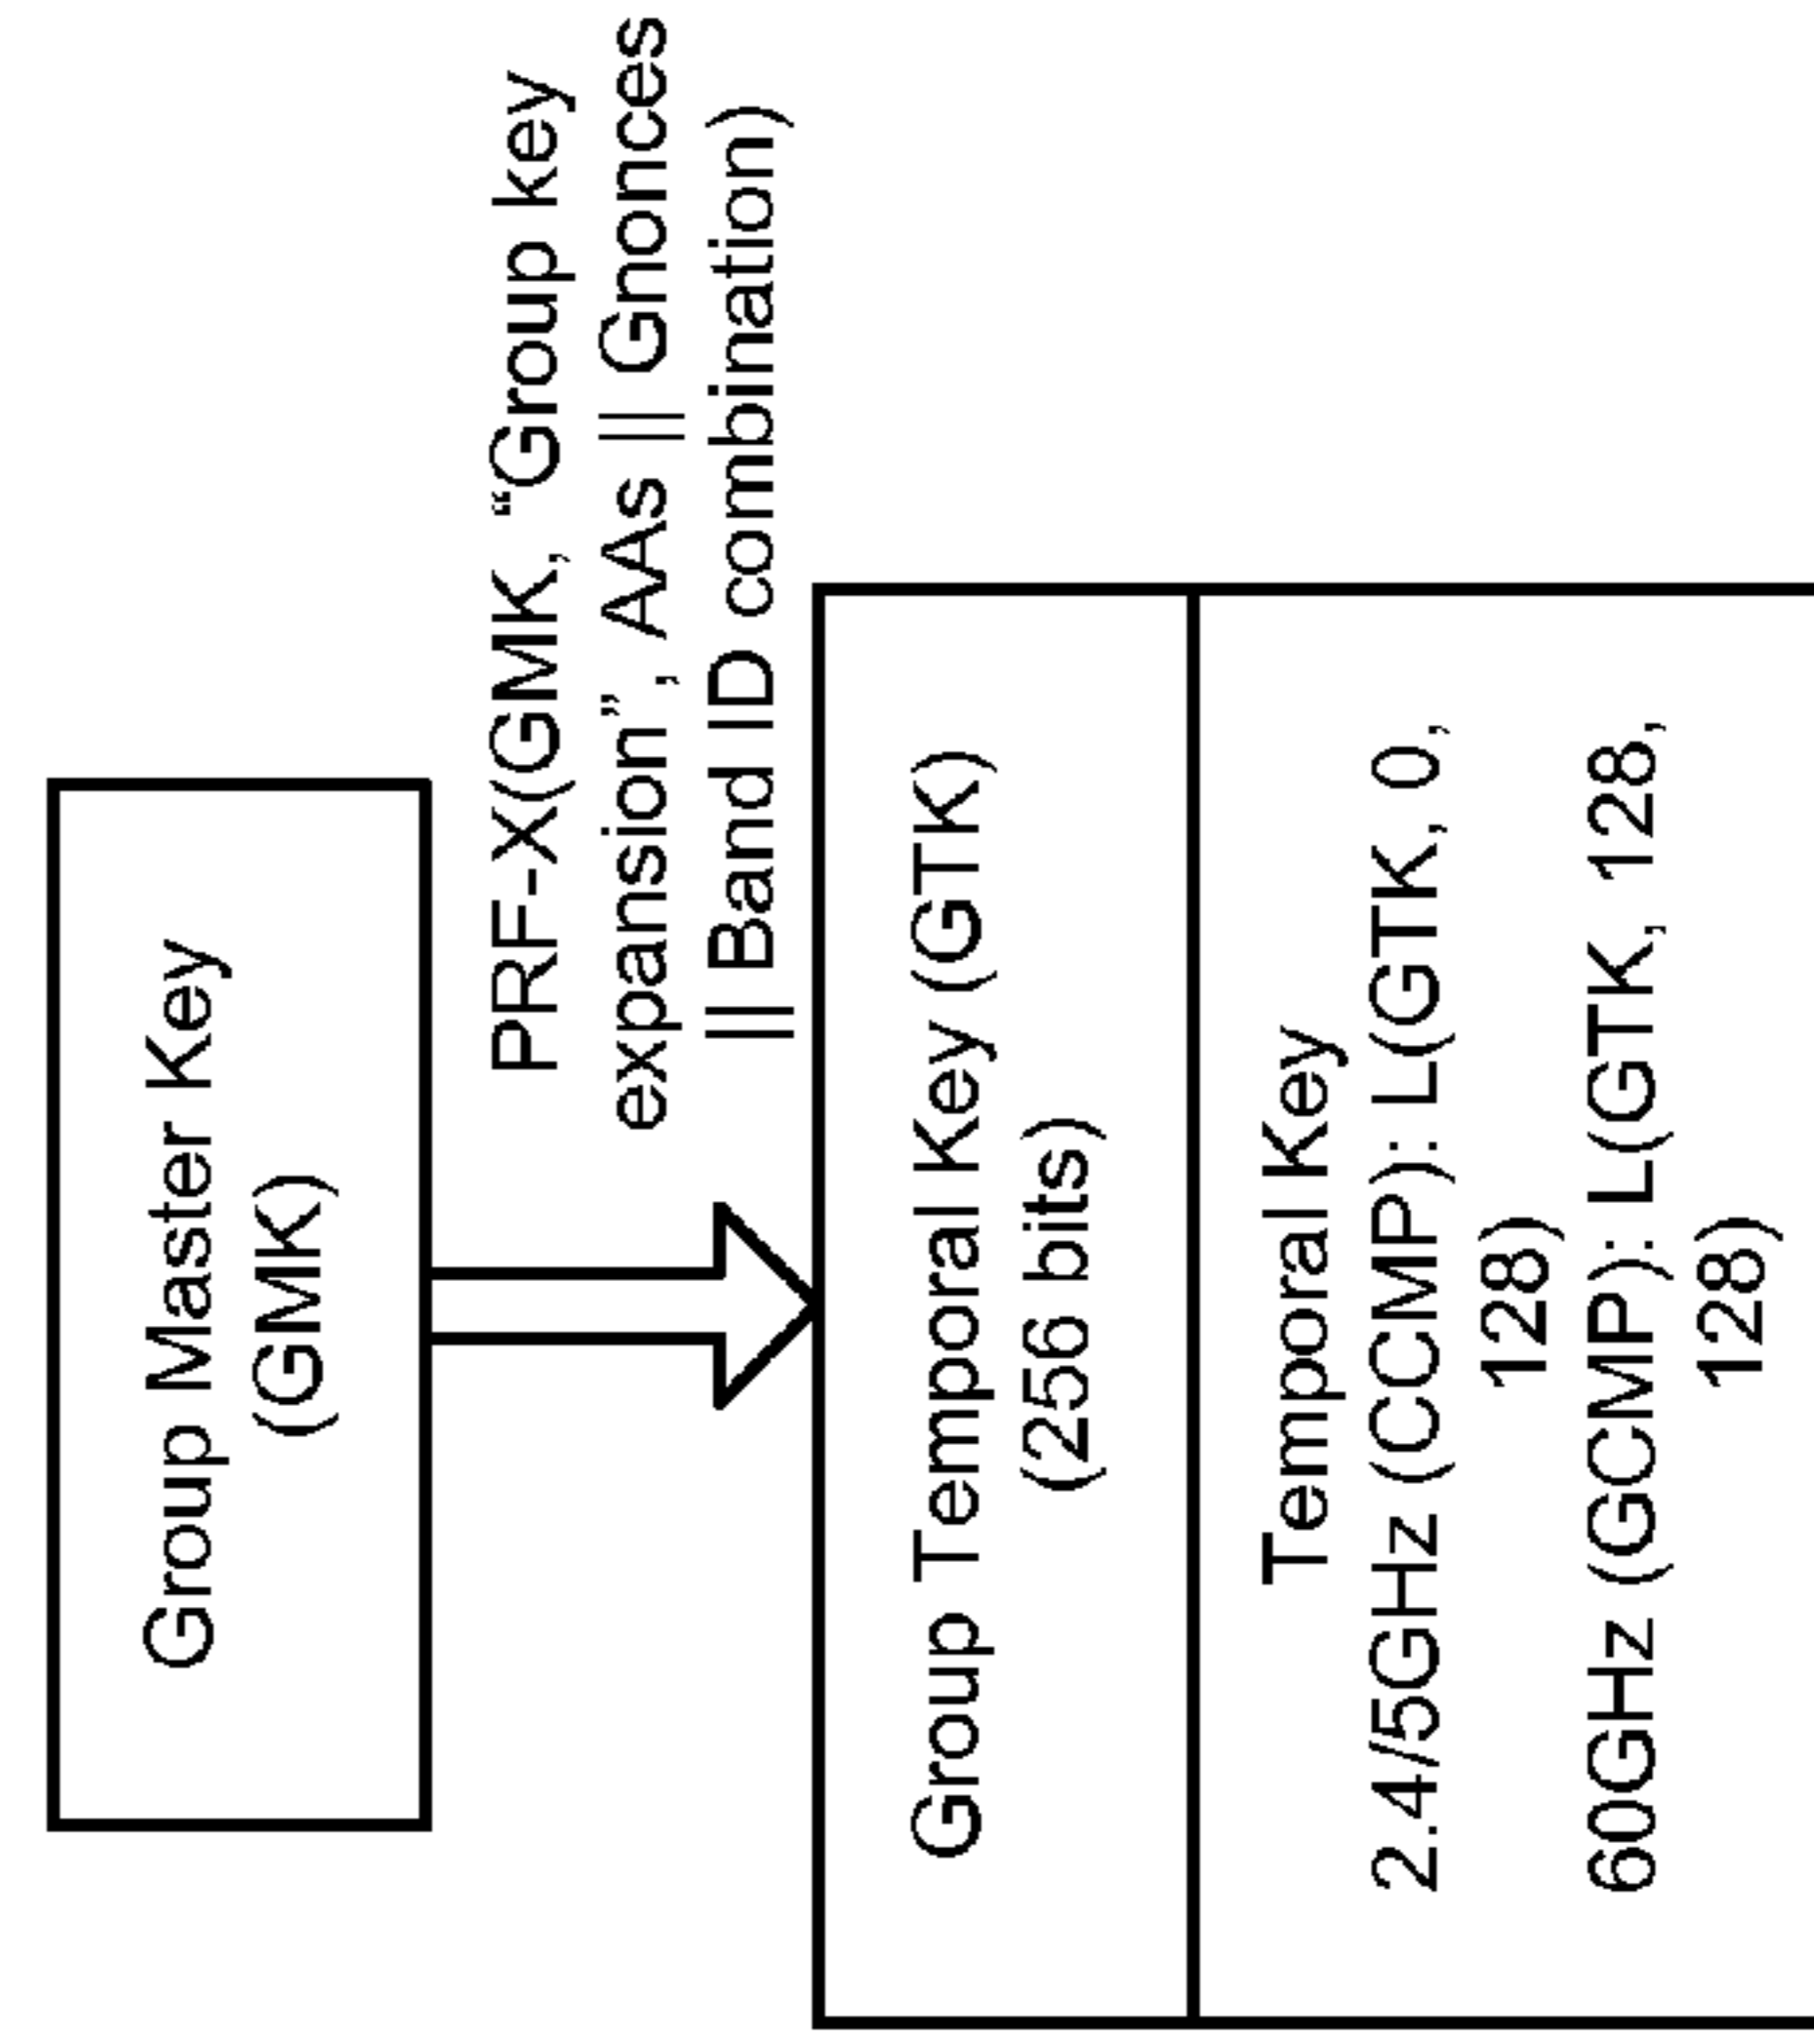 Group Master Key
(GMK)
PRF-X(GMK, “Group key
expansion”, AAs || Gnonces
|| Band ID combination)
Group Temporal Key (GTK)
(256 bits)
Temporal Key
2.4/5GHz (CCMP): L(GTK, 0,
128)
60GHz (GCMP): L(GTK, 128,
128)